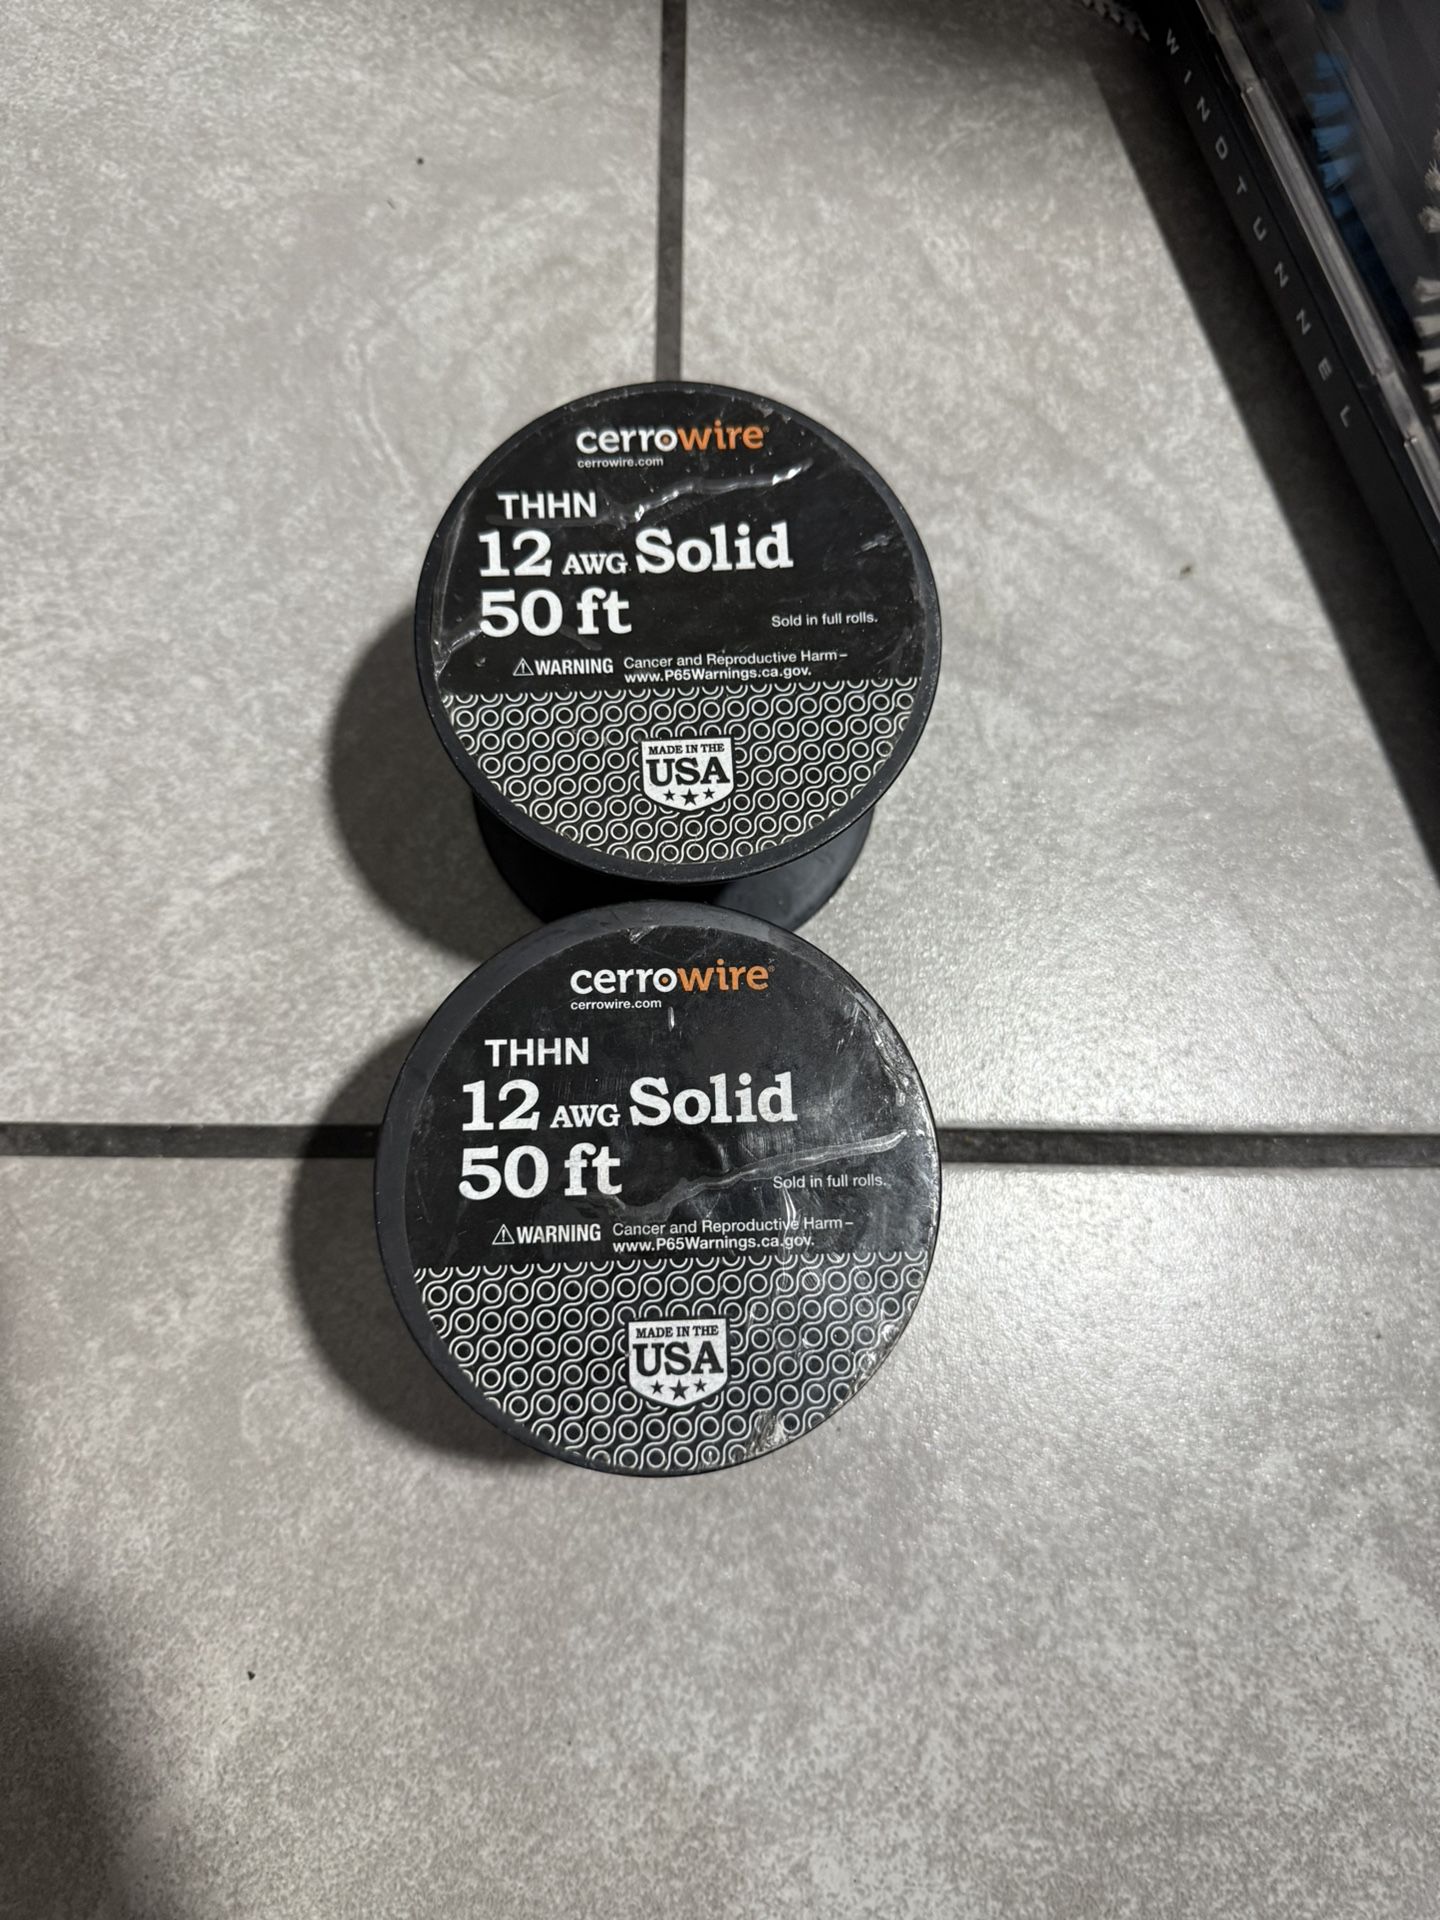 WINDTUNNEL
cerrowire®
cerrowire.com
THHN
12 AWG Solid
50 ft
Sold in full rolls.
⚠WARNING Cancer and Reproductive Harm –
www.P65Warnings.ca.gov.
MADE IN THE
USA
cerrowire®
cerrowire.com
THHN
12 AWG Solid
50 ft
Sold in full rolls.
⚠WARNING Cancer and Reproductive Harm –
www.P65Warnings.ca.gov.
MADE IN THE
USA